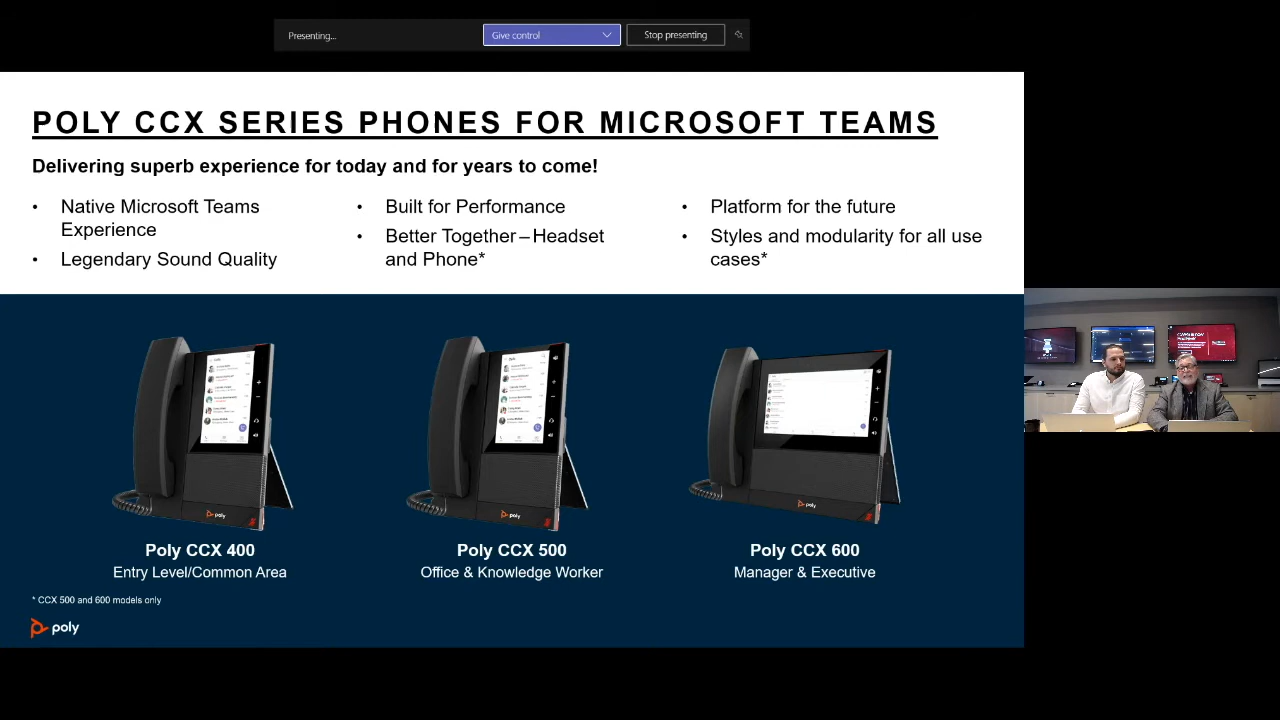 Presenting...
Give control
Stop presenting
POLY CCX SERIES PHONES FOR MICROSOFT TEAMS
Delivering superb experience for today and for years to come!
• Native Microsoft Teams
Experience
• Legendary Sound Quality
• Built for Performance
• Better Together – Headset
and Phone*
• Platform for the future
• Styles and modularity for all use
cases*
poly
poly
poly
Poly CCX 400
Entry Level/Common Area
Poly CCX 500
Office & Knowledge Worker
Poly CCX 600
Manager & Executive
* CCX 500 and 600 models only
poly